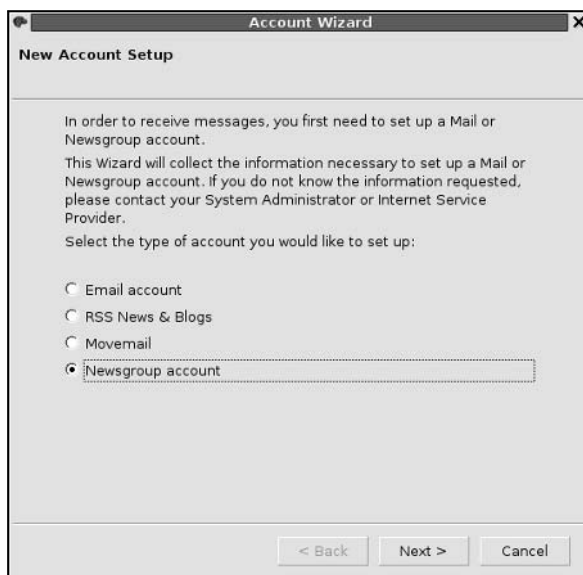 Account Wizard
New Account Setup
In order to receive messages, you first need to set up a Mail or
Newsgroup account.
This Wizard will collect the information necessary to set up a Mail or
Newsgroup account. If you do not know the information requested,
please contact your System Administrator or Internet Service
Provider.
Select the type of account you would like to set up:
Email account
RSS News & Blogs
Movemail
Newsgroup account
< Back Next > Cancel